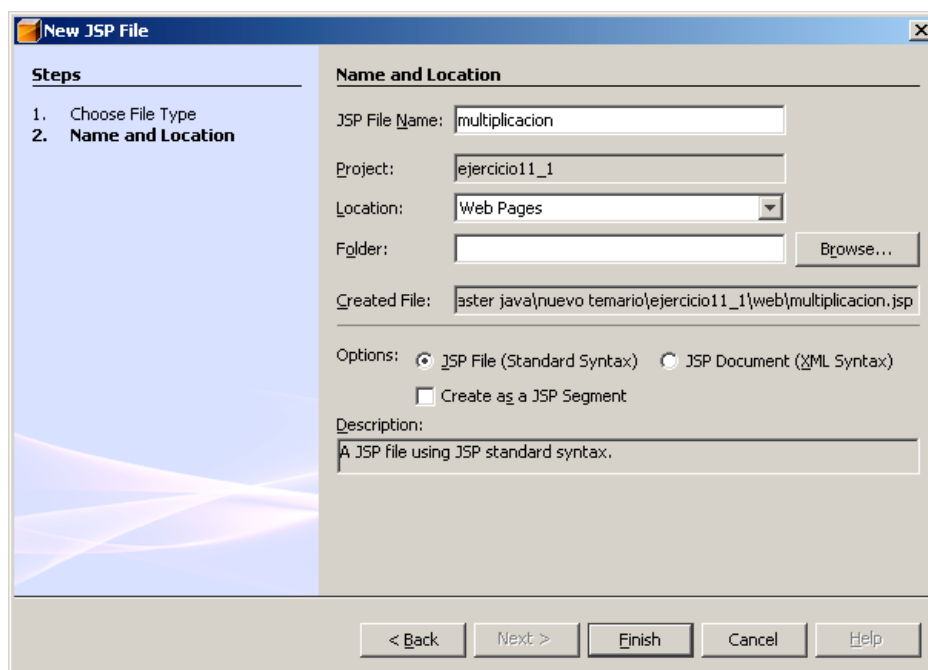 New JSP File
Steps
1. Choose File Type
2. Name and Location
Name and Location
JSP File Name: multiplicacion
Project: ejercicio11_1
Location: Web Pages
Folder: Browse...
Created File: aster java\nuevo temario\ejercicio11_1\web\multiplicacion.jsp
Options: JSP File (Standard Syntax) JSP Document (XML Syntax)
Create as a JSP Segment
Description:
A JSP file using JSP standard syntax.
< Back Next > Finish Cancel Help